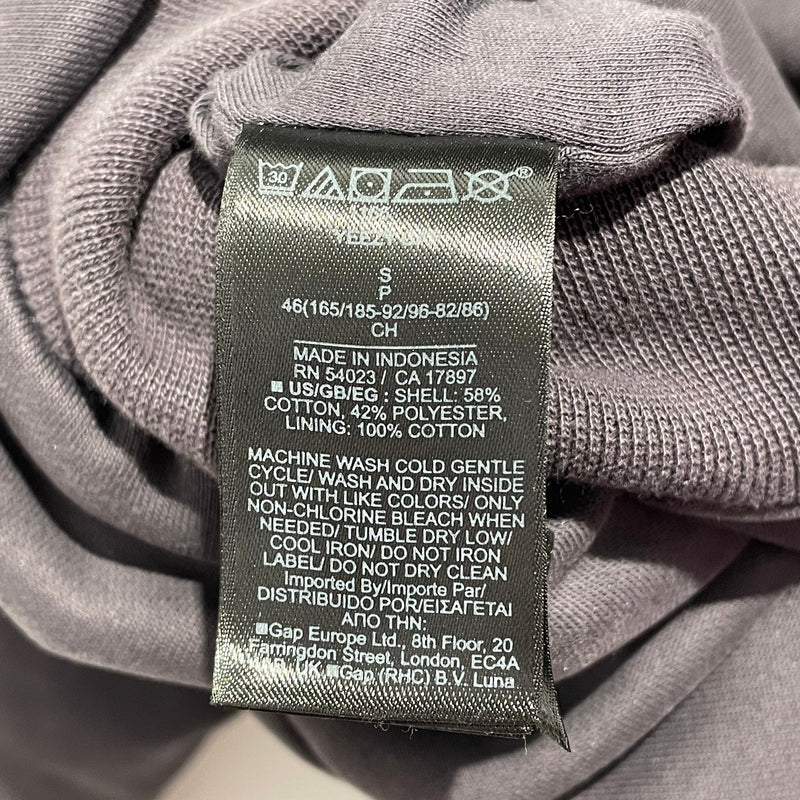 30 ®
YEEZY GAP
S
P
46(165/185-92/96-82/86)
CH
MADE IN INDONESIA
RN 54023 / CA 17897
US/GB/EG : SHELL: 58%
COTTON, 42% POLYESTER,
LINING: 100% COTTON
MACHINE WASH COLD GENTLE
CYCLE/ WASH AND DRY INSIDE
OUT WITH LIKE COLORS/ ONLY
NON-CHLORINE BLEACH WHEN
NEEDED/ TUMBLE DRY LOW/
COOL IRON/ DO NOT IRON
LABEL/ DO NOT DRY CLEAN
Imported By/Importe Par/
DISTRIBUIDO POR/ΕΙΣΑΓΕΤΑΙ
ΑΠΟ ΤΗΝ:
Gap Europe Ltd., 8th Floor, 20
Farringdon Street, London, EC4A
UK Gap (RHC) B.V. Luna